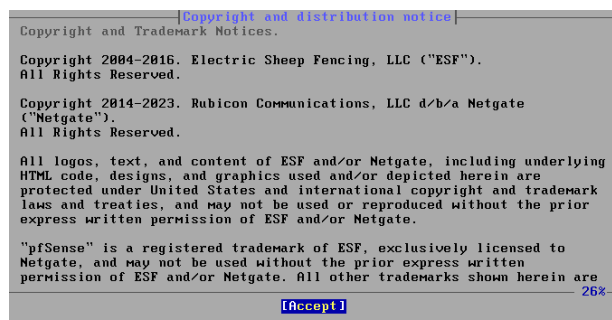 Copyright and distribution notice
Copyright and Trademark Notices.
Copyright 2004-2016. Electric Sheep Fencing, LLC ("ESF").
All Rights Reserved.
Copyright 2014-2023. Rubicon Communications, LLC d/b/a Netgate
("Netgate").
All Rights Reserved.
All logos, text, and content of ESF and/or Netgate, including underlying
HTML code, designs, and graphics used and/or depicted herein are
protected under United States and international copyright and trademark
laws and treaties, and may not be used or reproduced without the prior
express written permission of ESF and/or Netgate.
"pfSense" is a registered trademark of ESF, exclusively licensed to
Netgate, and may not be used without the prior express written
permission of ESF and/or Netgate. All other trademarks shown herein are
26%
[Accept]